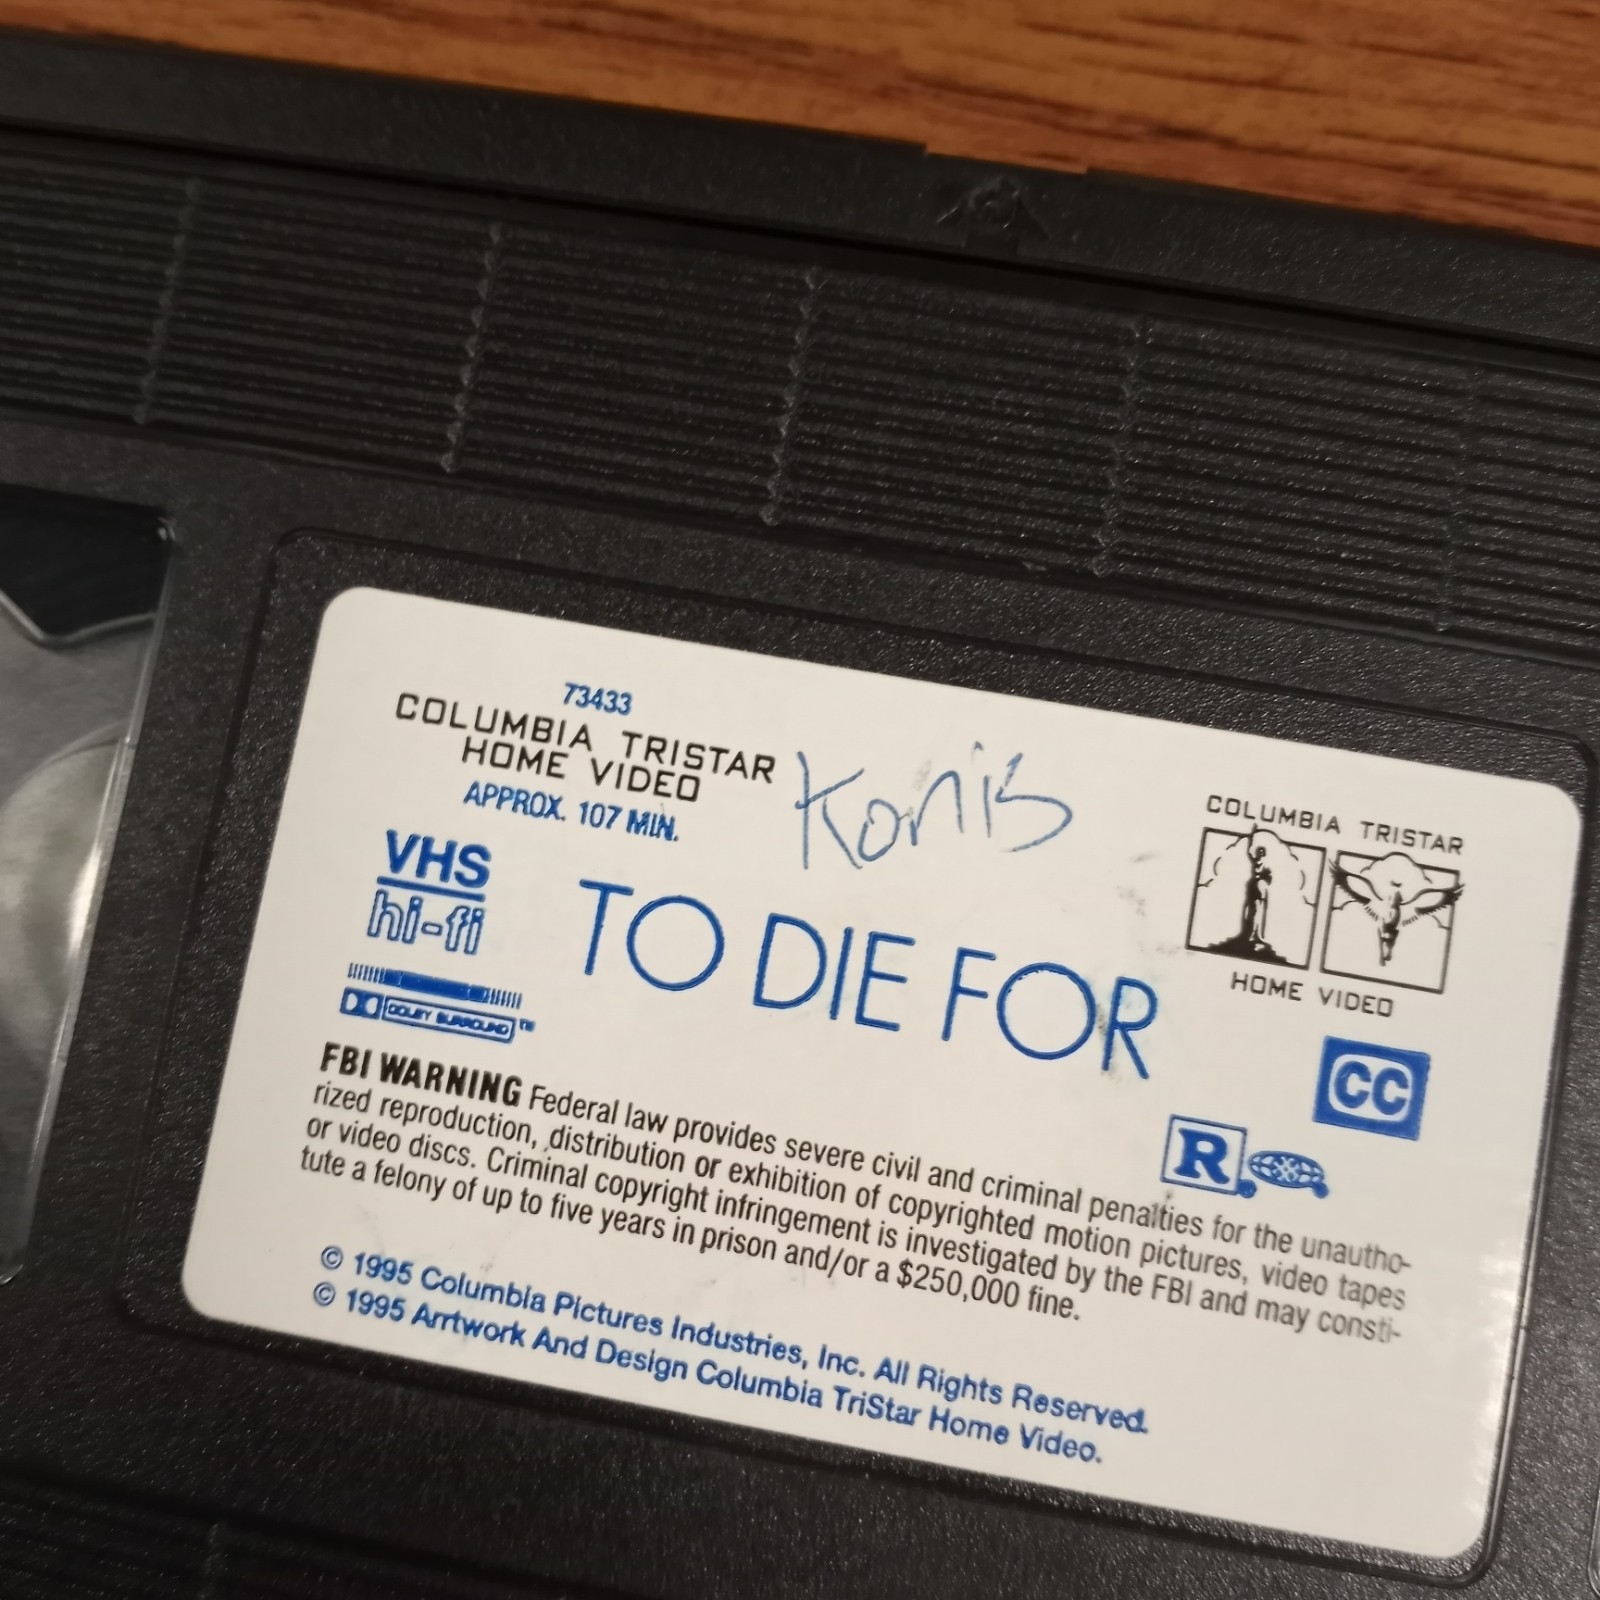 73433
COLUMBIA TRISTAR
HOME VIDEO
APPROX. 107 MIN.
COLUMBIA TRISTAR
HOME VIDEO
VHS
hi-fi
DOLBY SURROUND™
TO DIE FOR
CC
R
FBI WARNING Federal law provides severe civil and criminal penalties for the unautho-
rized reproduction, distribution or exhibition of copyrighted motion pictures, video tapes
or video discs. Criminal copyright infringement is investigated by the FBI and may consti-
tute a felony of up to five years in prison and/or a $250,000 fine.
© 1995 Columbia Pictures Industries, Inc. All Rights Reserved.
© 1995 Arrtwork And Design Columbia TriStar Home Video.